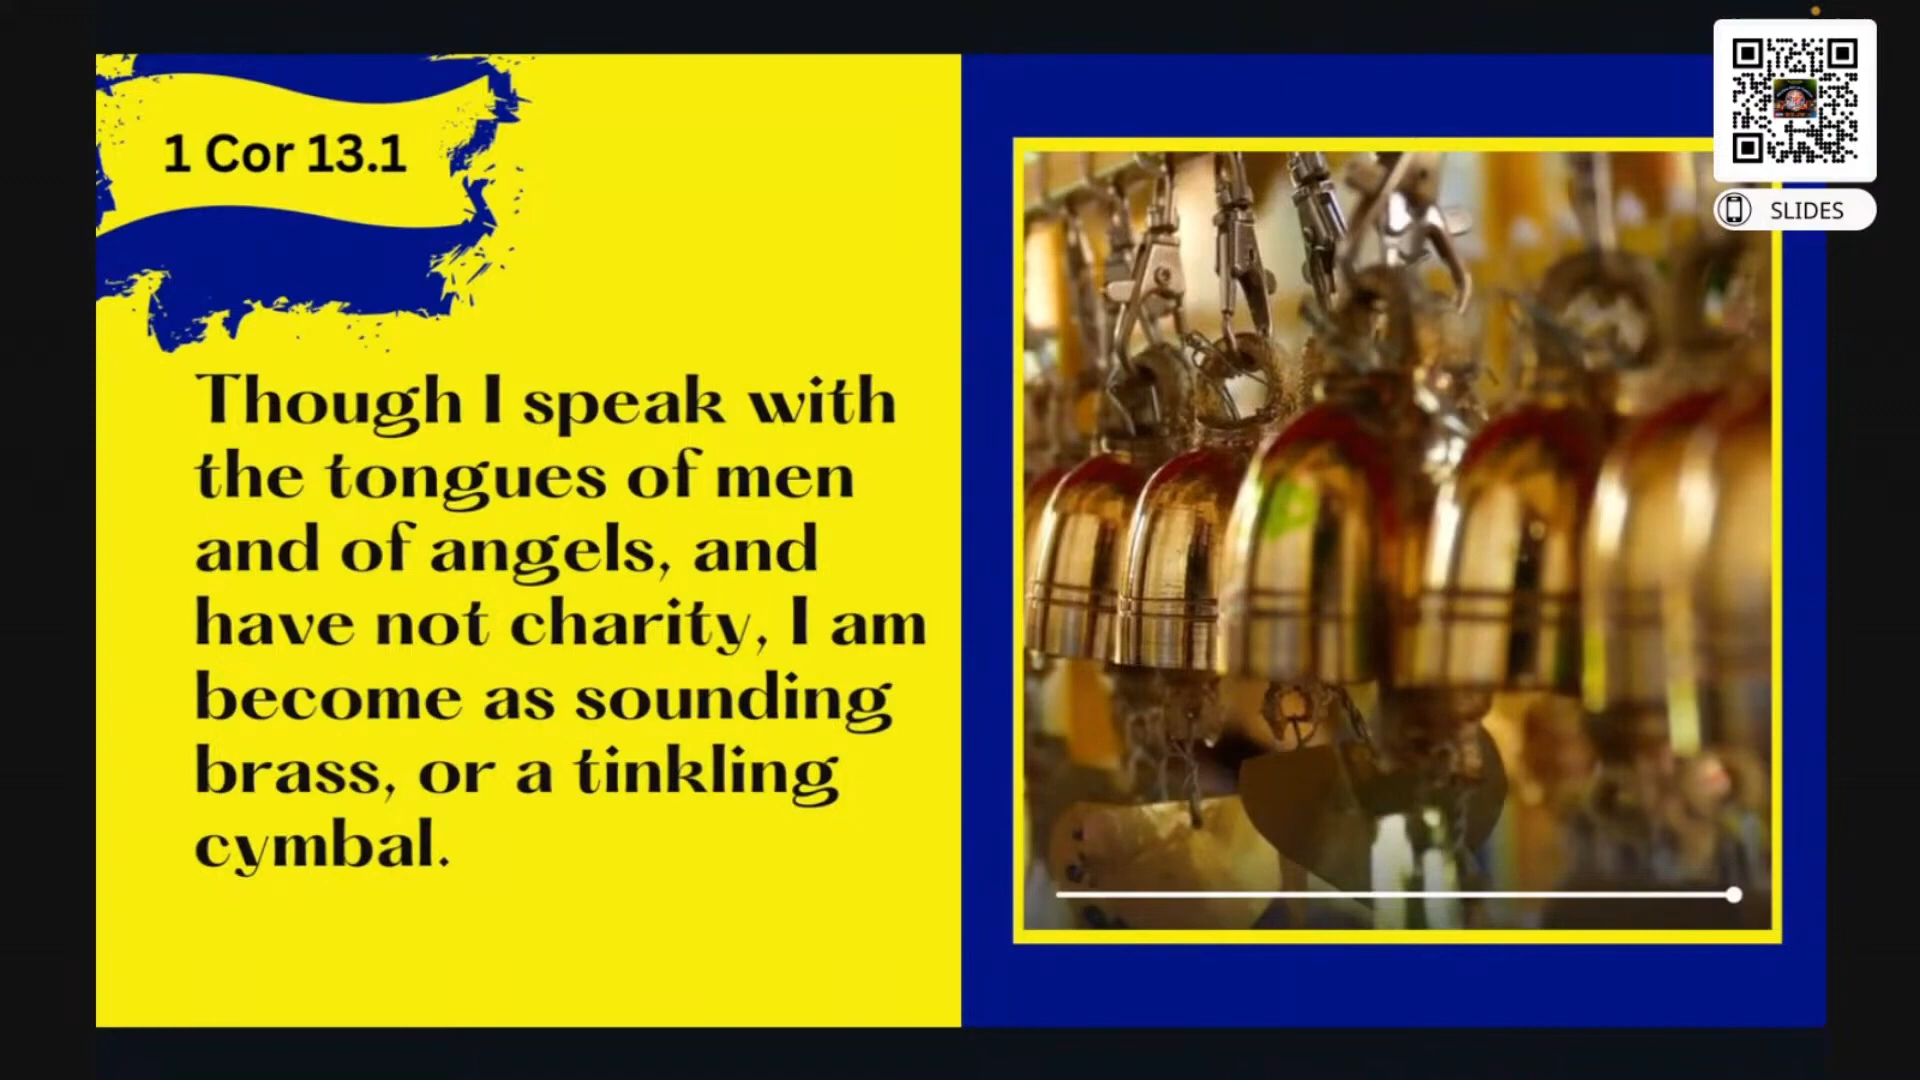 1 Cor 13.1
Though I speak with
the tongues of men
and of angels, and
have not charity, I am
become as sounding
brass, or a tinkling
cymbal.
SLIDES